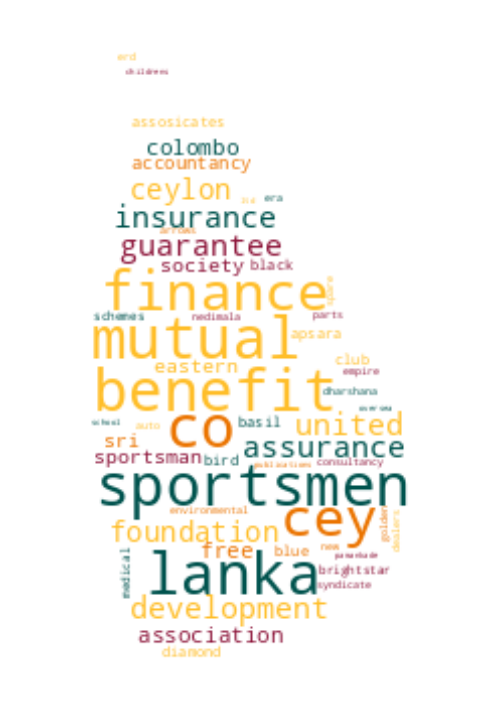 erd
childrens
assosicates
colombo
accountancy
ceylon
era
insurance
arrows
guarantee
society black
finance
spare
schemes nedimala parts
mutual
apsara
club
eastern
empire
benefit
dharshana
oversea
school auto co basil united
sri
assurance
sportsman bird
publications consultancy
sportsmen
environmental
cey
golden
dealers
foundation
free blue new
medical
lanka
brightstar
syndicate
development
association
diamond